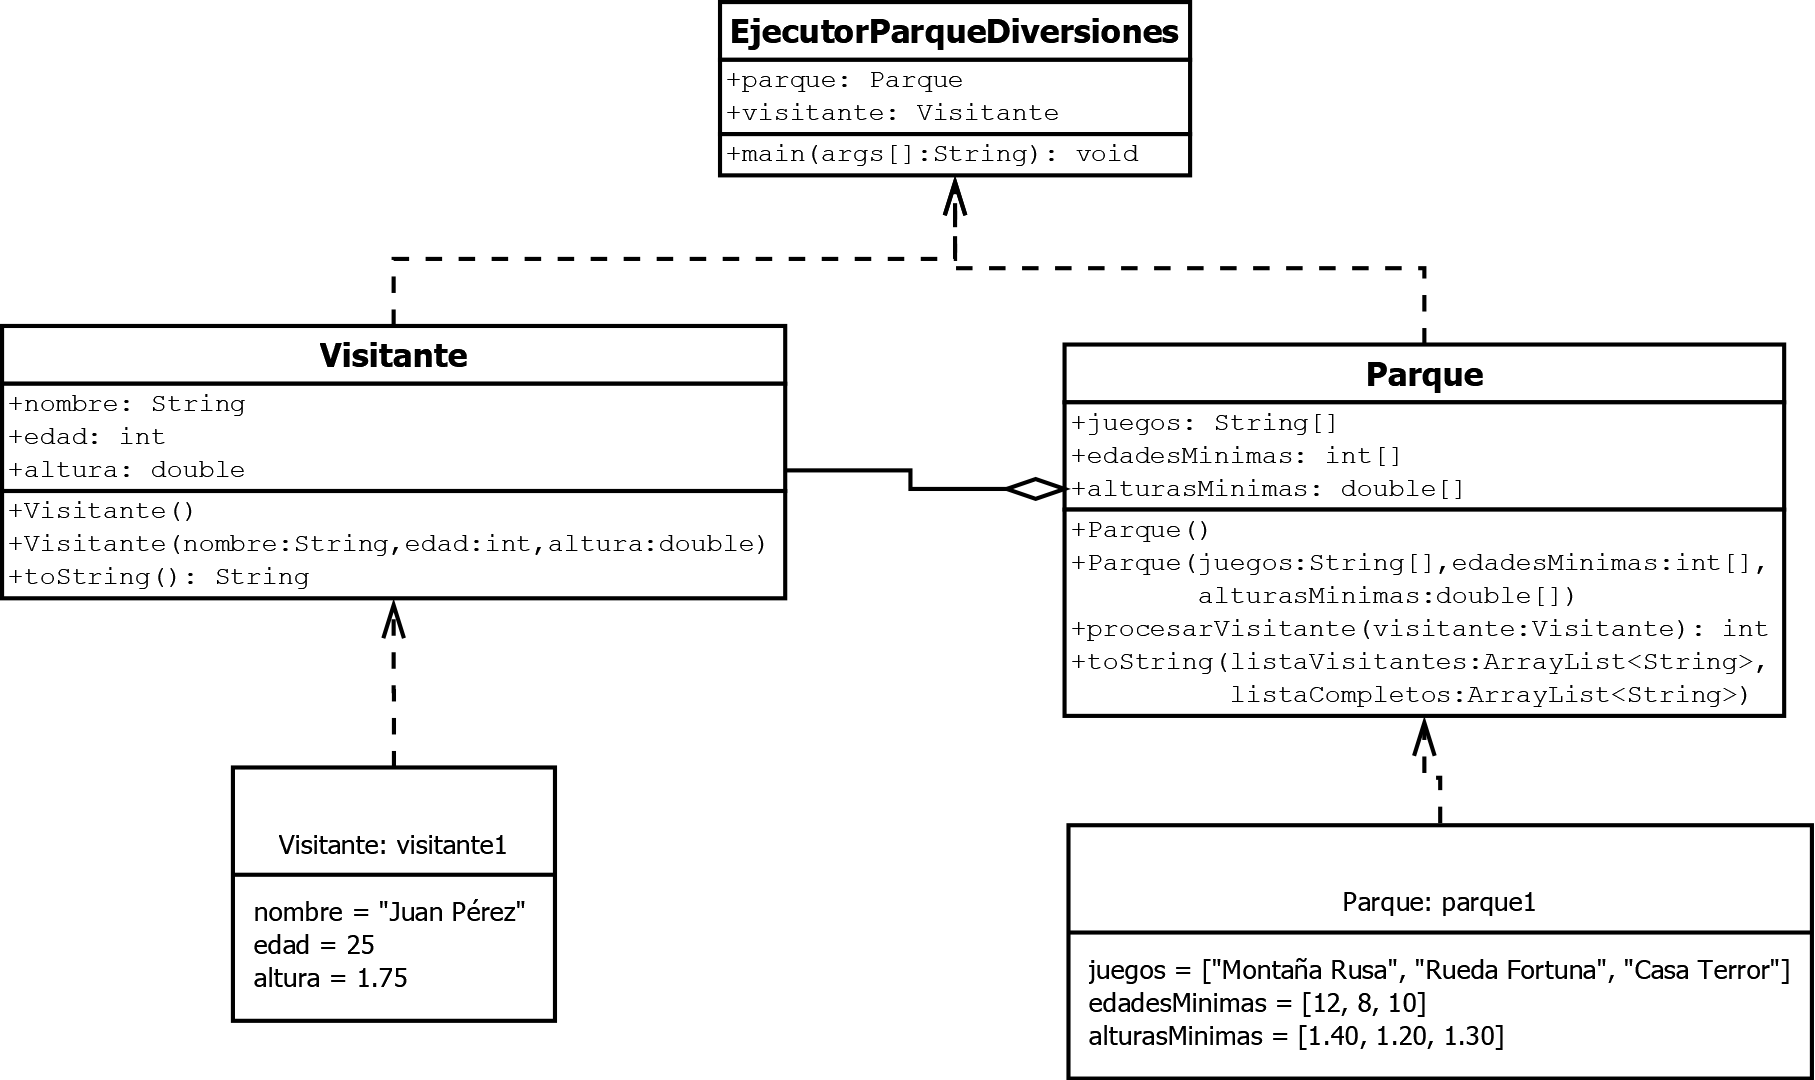 EjecutorParqueDiversiones
+parque: Parque
+visitante: Visitante
+main(args[]:String): void
Visitante
+nombre: String
+edad: int
+altura: double
+Visitante()
+Visitante(nombre:String,edad:int,altura:double)
+toString(): String
Parque
+juegos: String[]
+edadesMinimas: int[]
+alturasMinimas: double[]
+Parque()
+Parque(juegos:String[],edadesMinimas:int[],
alturasMinimas:double[])
+procesarVisitante(visitante:Visitante): int
+toString(listaVisitantes:ArrayList<String>,
listaCompletos:ArrayList<String>)
Visitante: visitante1
nombre = "Juan Pérez"
edad = 25
altura = 1.75
Parque: parque1
juegos = ["Montaña Rusa", "Rueda Fortuna", "Casa Terror"]
edadesMinimas = [12, 8, 10]
alturasMinimas = [1.40, 1.20, 1.30]